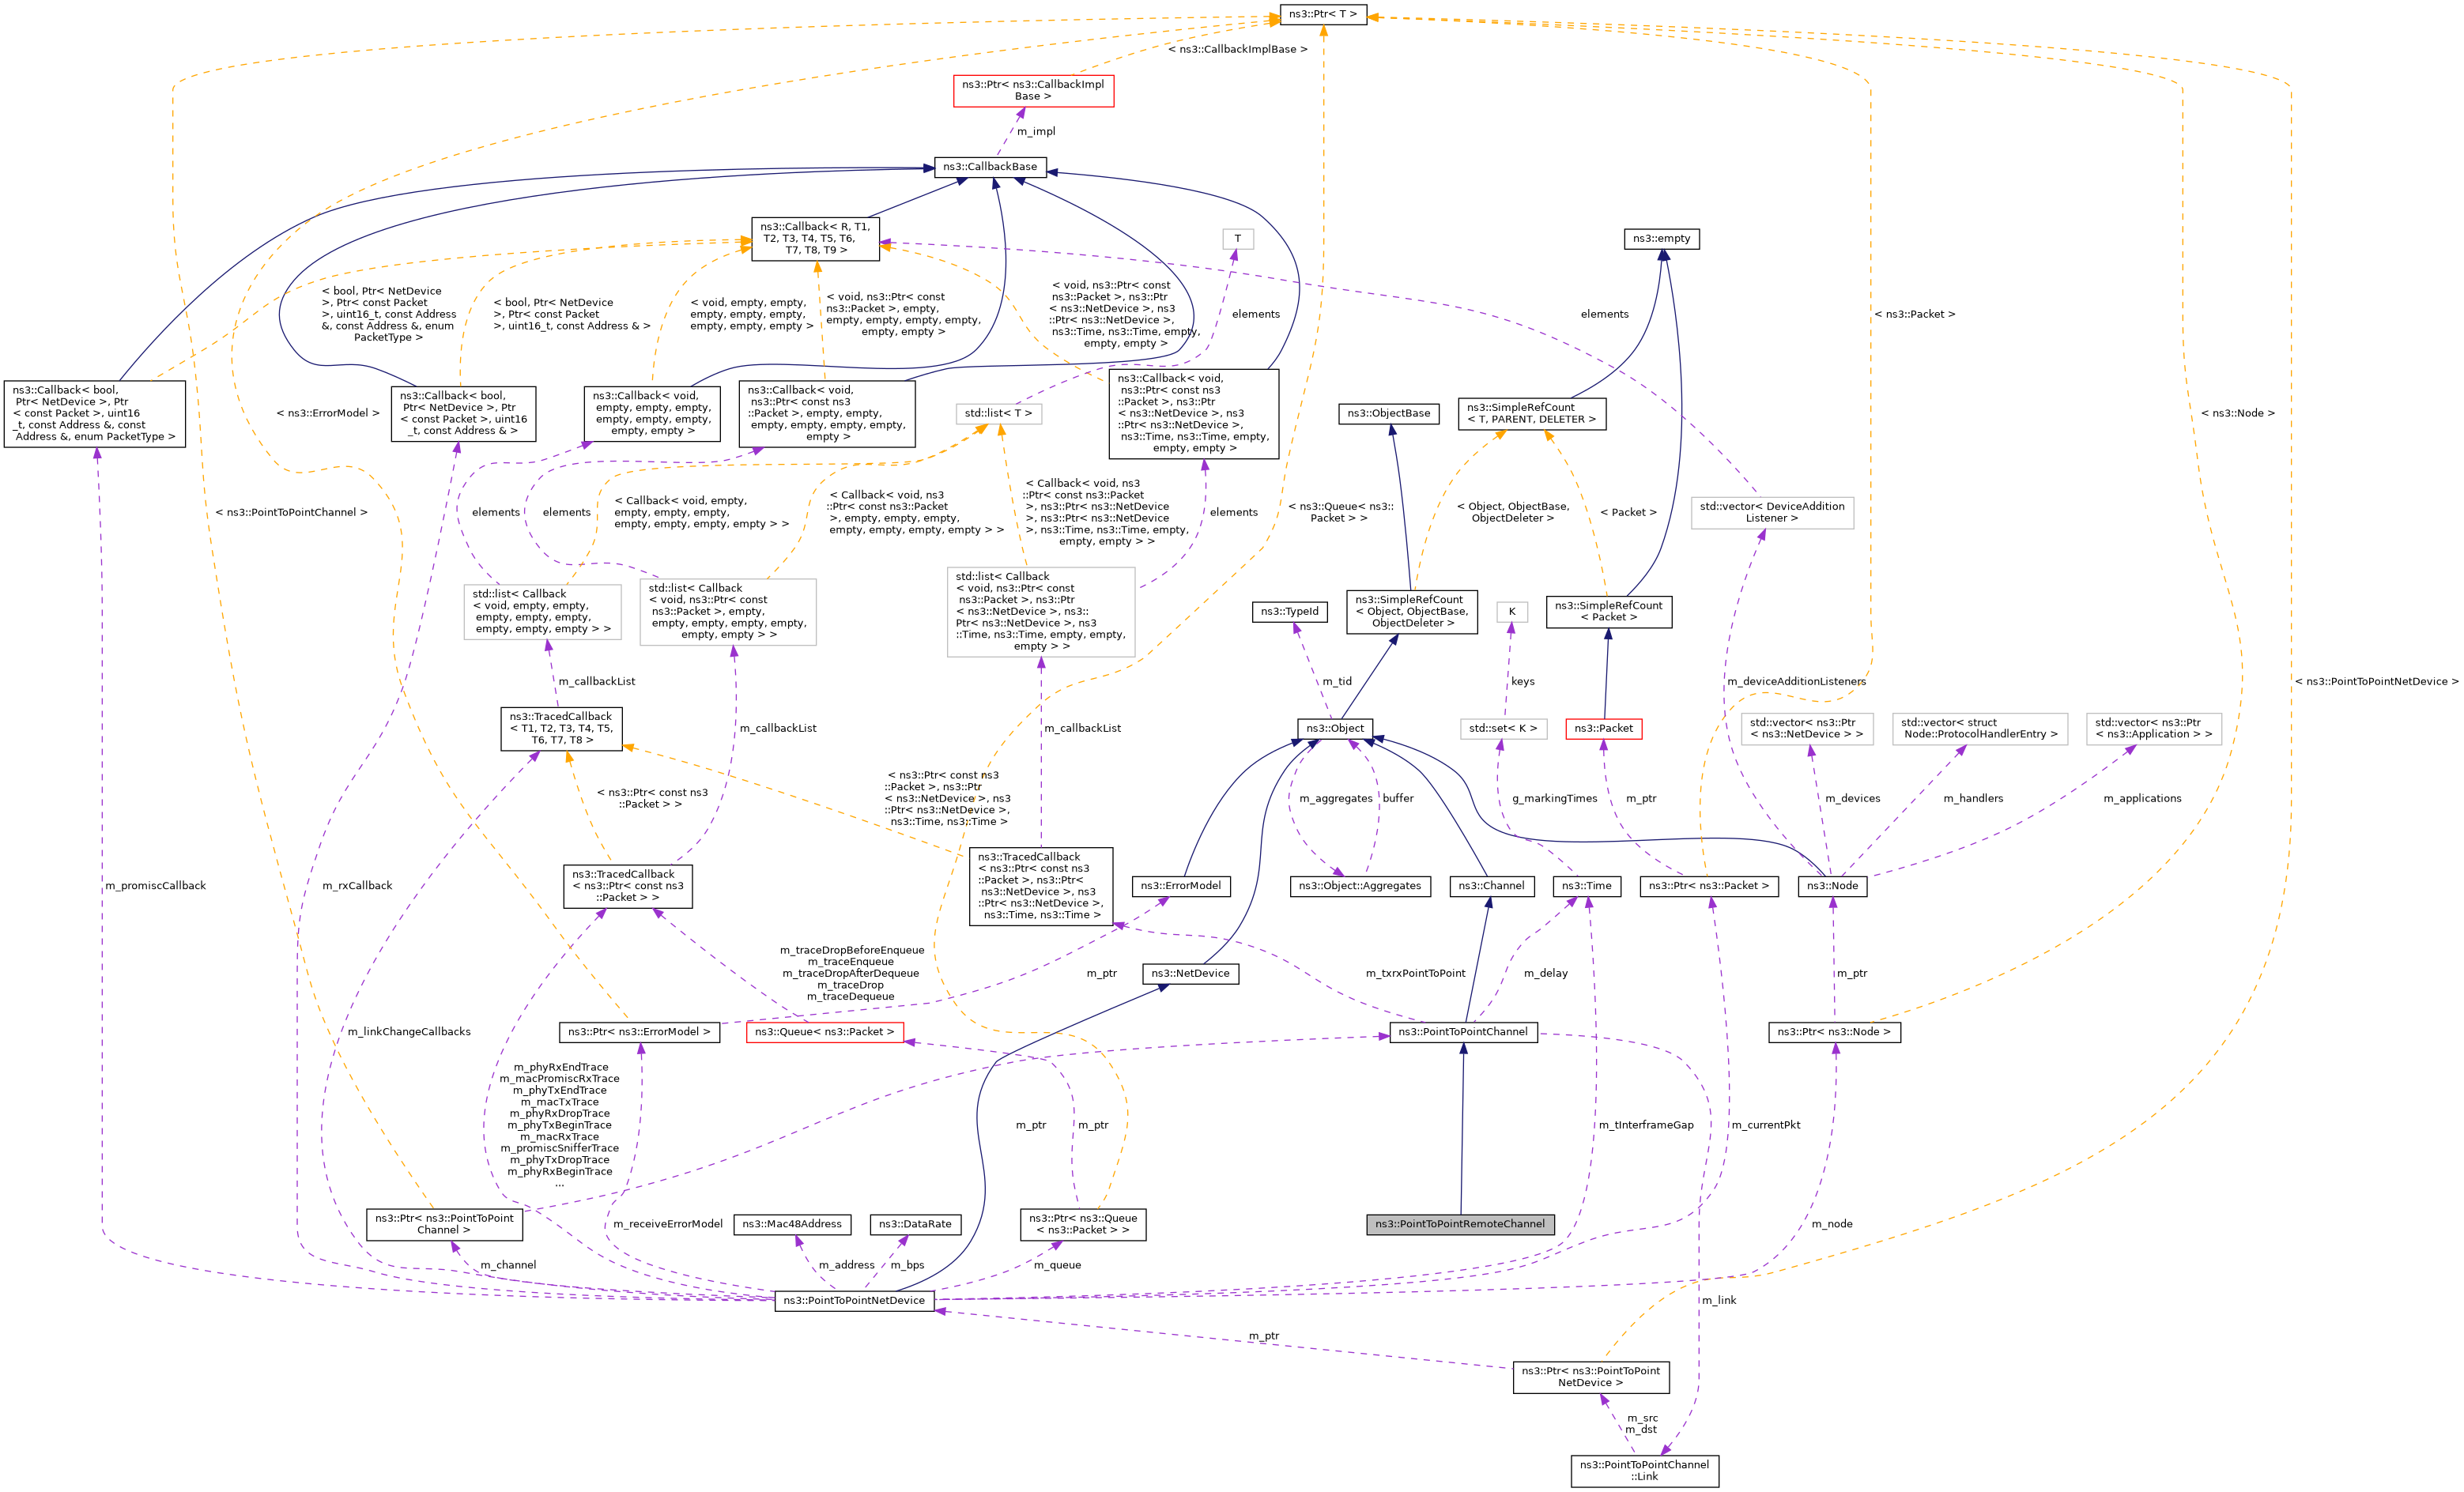 ns3::Ptr< T >
< ns3::CallbackImplBase >
ns3::Ptr< ns3::CallbackImpl
Base >
m_impl
ns3::CallbackBase
ns3::Callback< R, T1,
T2, T3, T4, T5, T6,
T7, T8, T9 >
T
ns3::empty
< bool, Ptr< NetDevice
>, Ptr< const Packet
>, uint16_t, const Address
&, const Address &, enum
PacketType >
< bool, Ptr< NetDevice
>, Ptr< const Packet
>, uint16_t, const Address & >
< void, empty, empty,
empty, empty, empty,
empty, empty, empty >
< void, ns3::Ptr< const
ns3::Packet >, empty,
empty, empty, empty, empty,
empty, empty >
< void, ns3::Ptr< const
ns3::Packet >, ns3::Ptr
< ns3::NetDevice >, ns3
::Ptr< ns3::NetDevice >,
ns3::Time, ns3::Time, empty,
empty, empty >
elements
elements
< ns3::Packet >
ns3::Callback< bool,
Ptr< NetDevice >, Ptr
< const Packet >, uint16
_t, const Address &, const
Address &, enum PacketType >
< ns3::ErrorModel >
ns3::Callback< bool,
Ptr< NetDevice >, Ptr
< const Packet >, uint16
_t, const Address & >
ns3::Callback< void,
empty, empty, empty,
empty, empty, empty,
empty, empty >
ns3::Callback< void,
ns3::Ptr< const ns3
::Packet >, empty, empty,
empty, empty, empty, empty,
empty >
std::list< T >
ns3::Callback< void,
ns3::Ptr< const ns3
::Packet >, ns3::Ptr
< ns3::NetDevice >, ns3
::Ptr< ns3::NetDevice >,
ns3::Time, ns3::Time, empty,
empty, empty >
ns3::ObjectBase
ns3::SimpleRefCount
< T, PARENT, DELETER >
< ns3::Node >
< ns3::PointToPointChannel >
elements
< Callback< void, empty,
empty, empty, empty,
empty, empty, empty, empty > >
elements
< Callback< void, ns3
::Ptr< const ns3::Packet
>, empty, empty, empty,
empty, empty, empty, empty > >
< Callback< void, ns3
::Ptr< const ns3::Packet
>, ns3::Ptr< ns3::NetDevice
>, ns3::Ptr< ns3::NetDevice
>, ns3::Time, ns3::Time, empty,
empty, empty > >
elements
< ns3::Queue< ns3::
Packet > >
< Object, ObjectBase,
ObjectDeleter >
< Packet >
std::vector< DeviceAddition
Listener >
std::list< Callback
< void, empty, empty,
empty, empty, empty,
empty, empty, empty > >
std::list< Callback
< void, ns3::Ptr< const
ns3::Packet >, empty,
empty, empty, empty, empty,
empty, empty > >
std::list< Callback
< void, ns3::Ptr< const
ns3::Packet >, ns3::Ptr
< ns3::NetDevice >, ns3::
Ptr< ns3::NetDevice >, ns3
::Time, ns3::Time, empty, empty,
empty > >
ns3::TypeId
ns3::SimpleRefCount
< Object, ObjectBase,
ObjectDeleter >
K
ns3::SimpleRefCount
< Packet >
m_callbackList
m_tid
keys
m_deviceAdditionListeners
< ns3::PointToPointNetDevice >
ns3::TracedCallback
< T1, T2, T3, T4, T5,
T6, T7, T8 >
m_callbackList
m_callbackList
ns3::Object
std::set< K >
ns3::Packet
std::vector< ns3::Ptr
< ns3::NetDevice > >
std::vector< struct
Node::ProtocolHandlerEntry >
std::vector< ns3::Ptr
< ns3::Application > >
< ns3::Ptr< const ns3
::Packet > >
< ns3::Ptr< const ns3
::Packet >, ns3::Ptr
< ns3::NetDevice >, ns3
::Ptr< ns3::NetDevice >,
ns3::Time, ns3::Time >
m_aggregates
buffer
g_markingTimes
m_ptr
m_devices
m_handlers
m_applications
m_promiscCallback
m_rxCallback
ns3::TracedCallback
< ns3::Ptr< const ns3
::Packet > >
ns3::TracedCallback
< ns3::Ptr< const ns3
::Packet >, ns3::Ptr<
ns3::NetDevice >, ns3
::Ptr< ns3::NetDevice >,
ns3::Time, ns3::Time >
ns3::ErrorModel
ns3::Object::Aggregates
ns3::Channel
ns3::Time
ns3::Ptr< ns3::Packet >
ns3::Node
m_traceDropBeforeEnqueue
m_traceEnqueue
m_traceDropAfterDequeue
m_traceDrop
m_traceDequeue
m_ptr
ns3::NetDevice
m_txrxPointToPoint
m_delay
m_ptr
m_linkChangeCallbacks
ns3::Ptr< ns3::ErrorModel >
ns3::Queue< ns3::Packet >
ns3::PointToPointChannel
ns3::Ptr< ns3::Node >
m_phyRxEndTrace
m_macPromiscRxTrace
m_phyTxEndTrace
m_macTxTrace
m_phyRxDropTrace
m_phyTxBeginTrace
m_macRxTrace
m_promiscSnifferTrace
m_phyTxDropTrace
m_phyRxBeginTrace
...
m_ptr
m_ptr
m_tInterframeGap
m_currentPkt
ns3::Ptr< ns3::PointToPoint
Channel >
m_receiveErrorModel
ns3::Mac48Address
ns3::DataRate
ns3::Ptr< ns3::Queue
< ns3::Packet > >
ns3::PointToPointRemoteChannel
m_node
m_channel
m_address
m_bps
m_queue
ns3::PointToPointNetDevice
m_link
m_ptr
ns3::Ptr< ns3::PointToPoint
NetDevice >
m_src
m_dst
ns3::PointToPointChannel
::Link